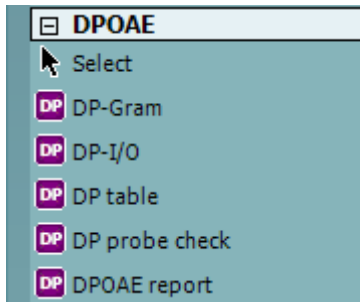 DPOAE
Select
DP DP-Gram
DP DP-I/O
DP DP table
DP DP probe check
DP DPOAE report